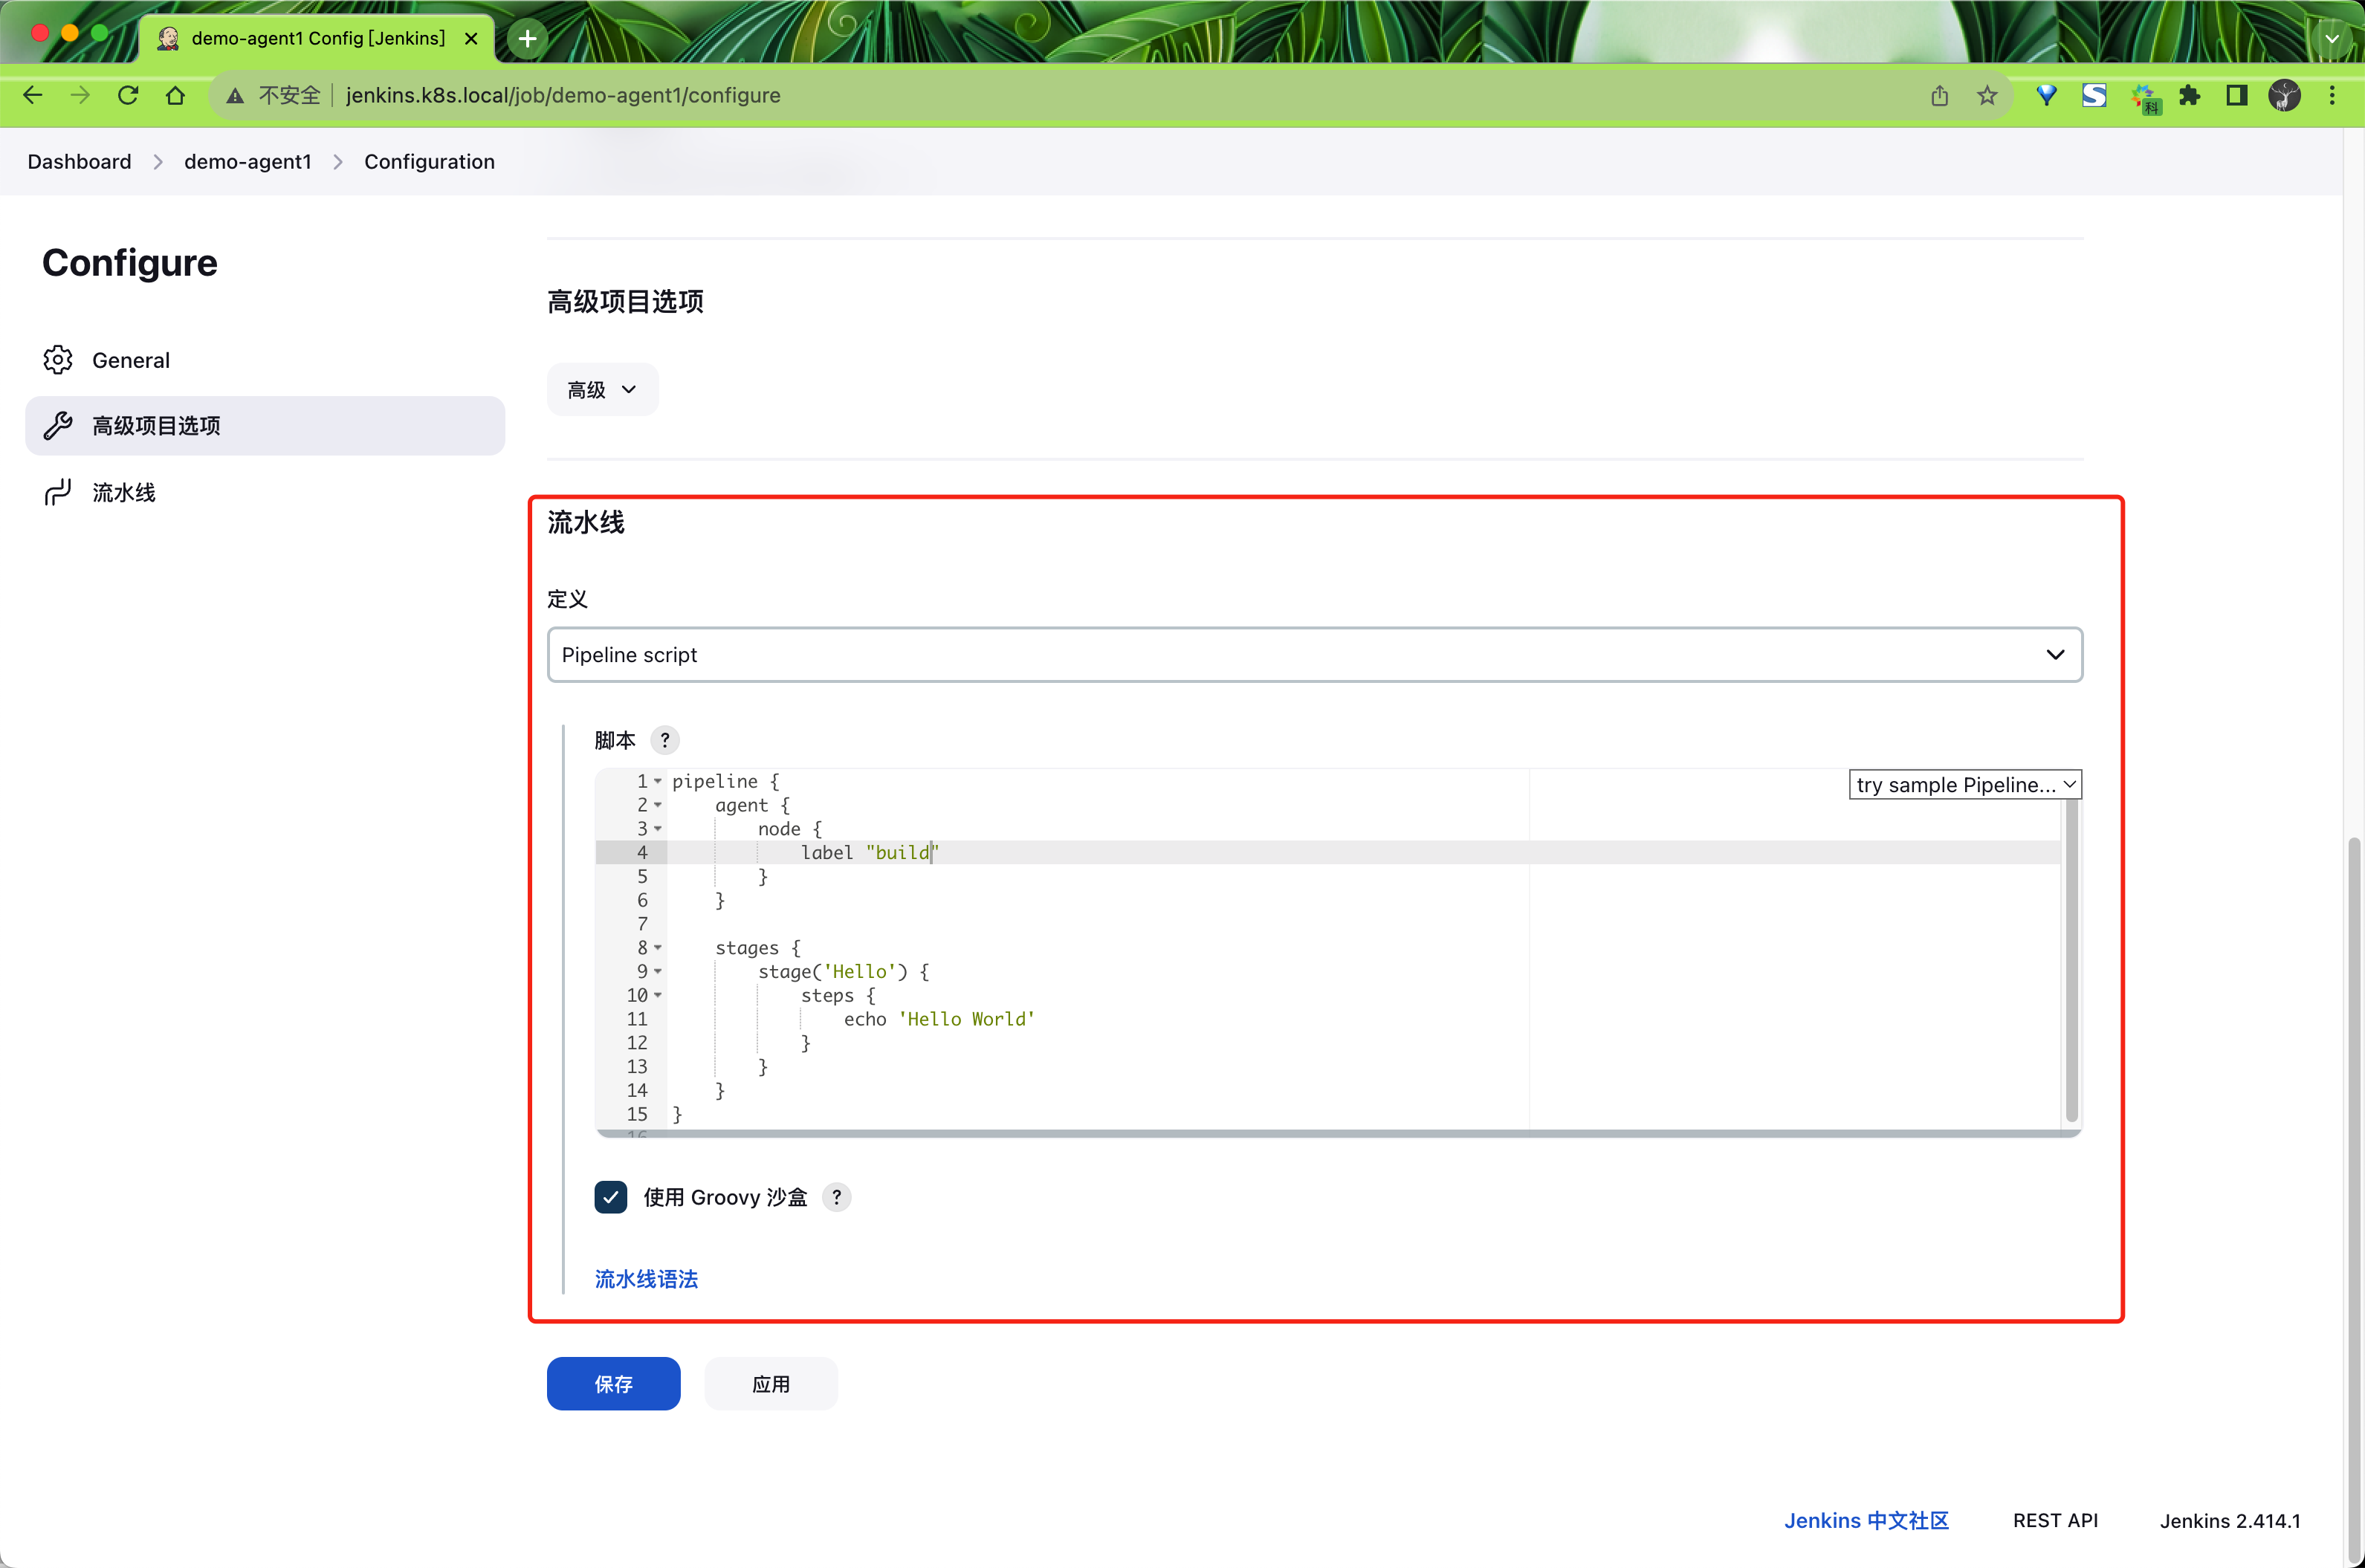 demo-agent1 Config [Jenkins]
不安全 jenkins.k8s.local/job/demo-agent1/configure
科
Dashboard demo-agent1 Configuration
Configure
General
高级项目选项
流水线
高级项目选项
高级
流水线
定义
Pipeline script
脚本 ?
try sample Pipeline...
1 pipeline {
2     agent {
3         node {
4             label "build"
5         }
6     }
7
8     stages {
9         stage('Hello') {
10             steps {
11                 echo 'Hello World'
12             }
13         }
14     }
15 }
16
使用 Groovy 沙盒 ?
流水线语法
保存 应用
Jenkins 中文社区 REST API Jenkins 2.414.1